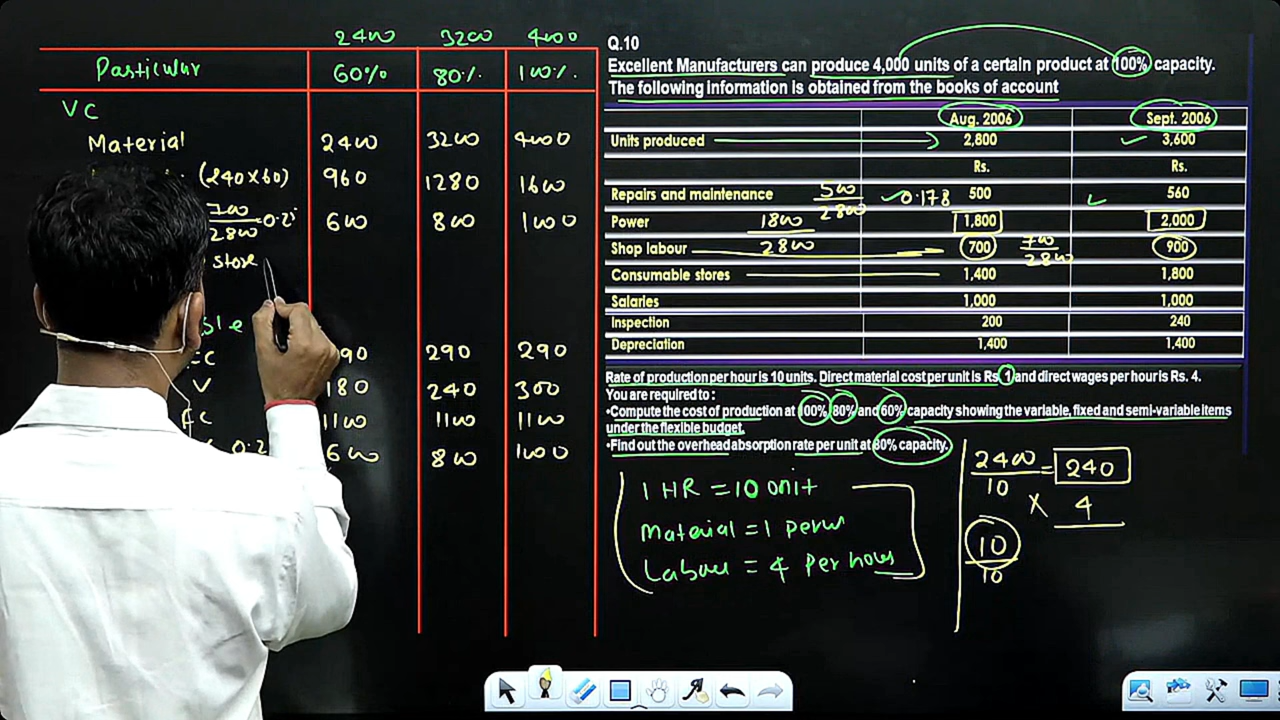 2400 3200 4000
Particular 60% 80% 100%
VC
Material 2400 3200 4000
(240×60) 960 1280 1600
700/2800 0.25 600 800 1000
store
ble
FC 290 290 290
V 180 240 300
FC 1100 1100 1100
0.2 600 800 1000
Q.10
Excellent Manufacturers can produce 4,000 units of a certain product at 100% capacity.
The following information is obtained from the books of account
Aug. 2006 Sept. 2006
Units produced 2,800 3,600
Rs. Rs.
Repairs and maintenance 500/2800 0.178 500 560
Power 1800/2800 1,800 2,000
Shop labour 700 700/2800 900
Consumable stores 1,400 1,800
Salaries 1,000 1,000
Inspection 200 240
Depreciation 1,400 1,400
Rate of production per hour is 10 units. Direct material cost per unit is Rs. 1 and direct wages per hour is Rs. 4.
You are required to :
•Compute the cost of production at 100%, 80% and 60% capacity showing the variable, fixed and semi-variable items
under the flexible budget.
•Find out the overhead absorption rate per unit at 80% capacity.
1 HR = 10 unit
Material = 1 per
Labour = 4 Per hours
2400/10 = 240
× 4
10/10